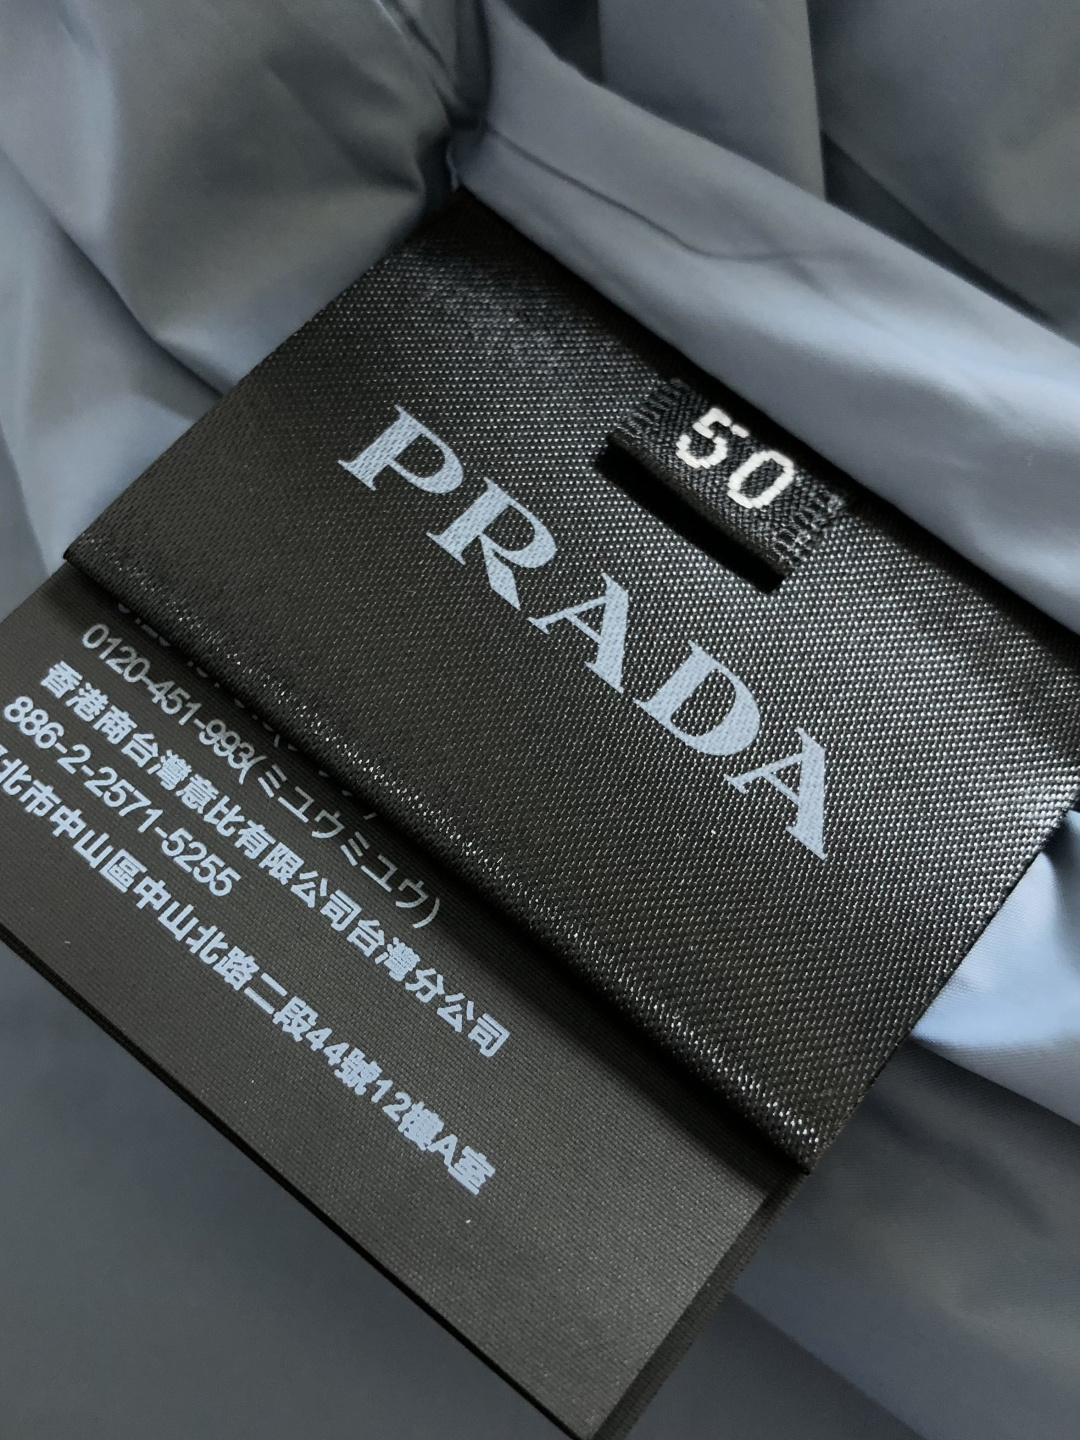 50
PRADA
0120-451-993(ミユウミユウ)
香港商台灣意比有限公司台灣分公司
886-2-2571-5255
北市中山區中山北路二段44號12樓A室